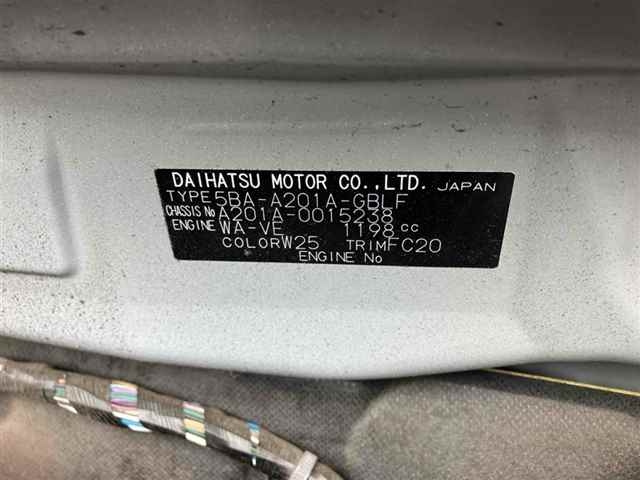 DAIHATSU MOTOR CO.,LTD. JAPAN
TYPE 5BA-A201A-GBLF
CHASSIS No A201A-0015238
ENGINE WA-VE 1198 cc
COLOR W25 TRIM FC20
ENGINE No